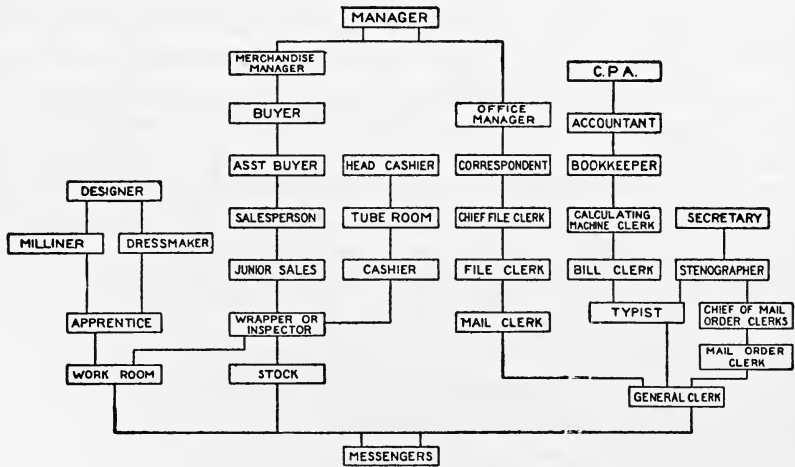 MANAGER
MERCHANDISE
MANAGER
C.P.A.
BUYER
OFFICE
MANAGER
ACCOUNTANT
ASST BUYER
HEAD CASHIER
CORRESPONDENT
BOOKKEEPER
DESIGNER
SALESPERSON
TUBE ROOM
CHIEF FILE CLERK
CALCULATING
MACHINE CLERK
SECRETARY
MILLINER
DRESSMAKER
JUNIOR SALES
CASHIER
FILE CLERK
BILL CLERK
STENOGRAPHER
APPRENTICE
WRAPPER OR
INSPECTOR
MAIL CLERK
TYPIST
CHIEF OF MAIL
ORDER CLERKS
WORK ROOM
STOCK
MAIL ORDER
CLERK
GENERAL CLERK
MESSENGERS